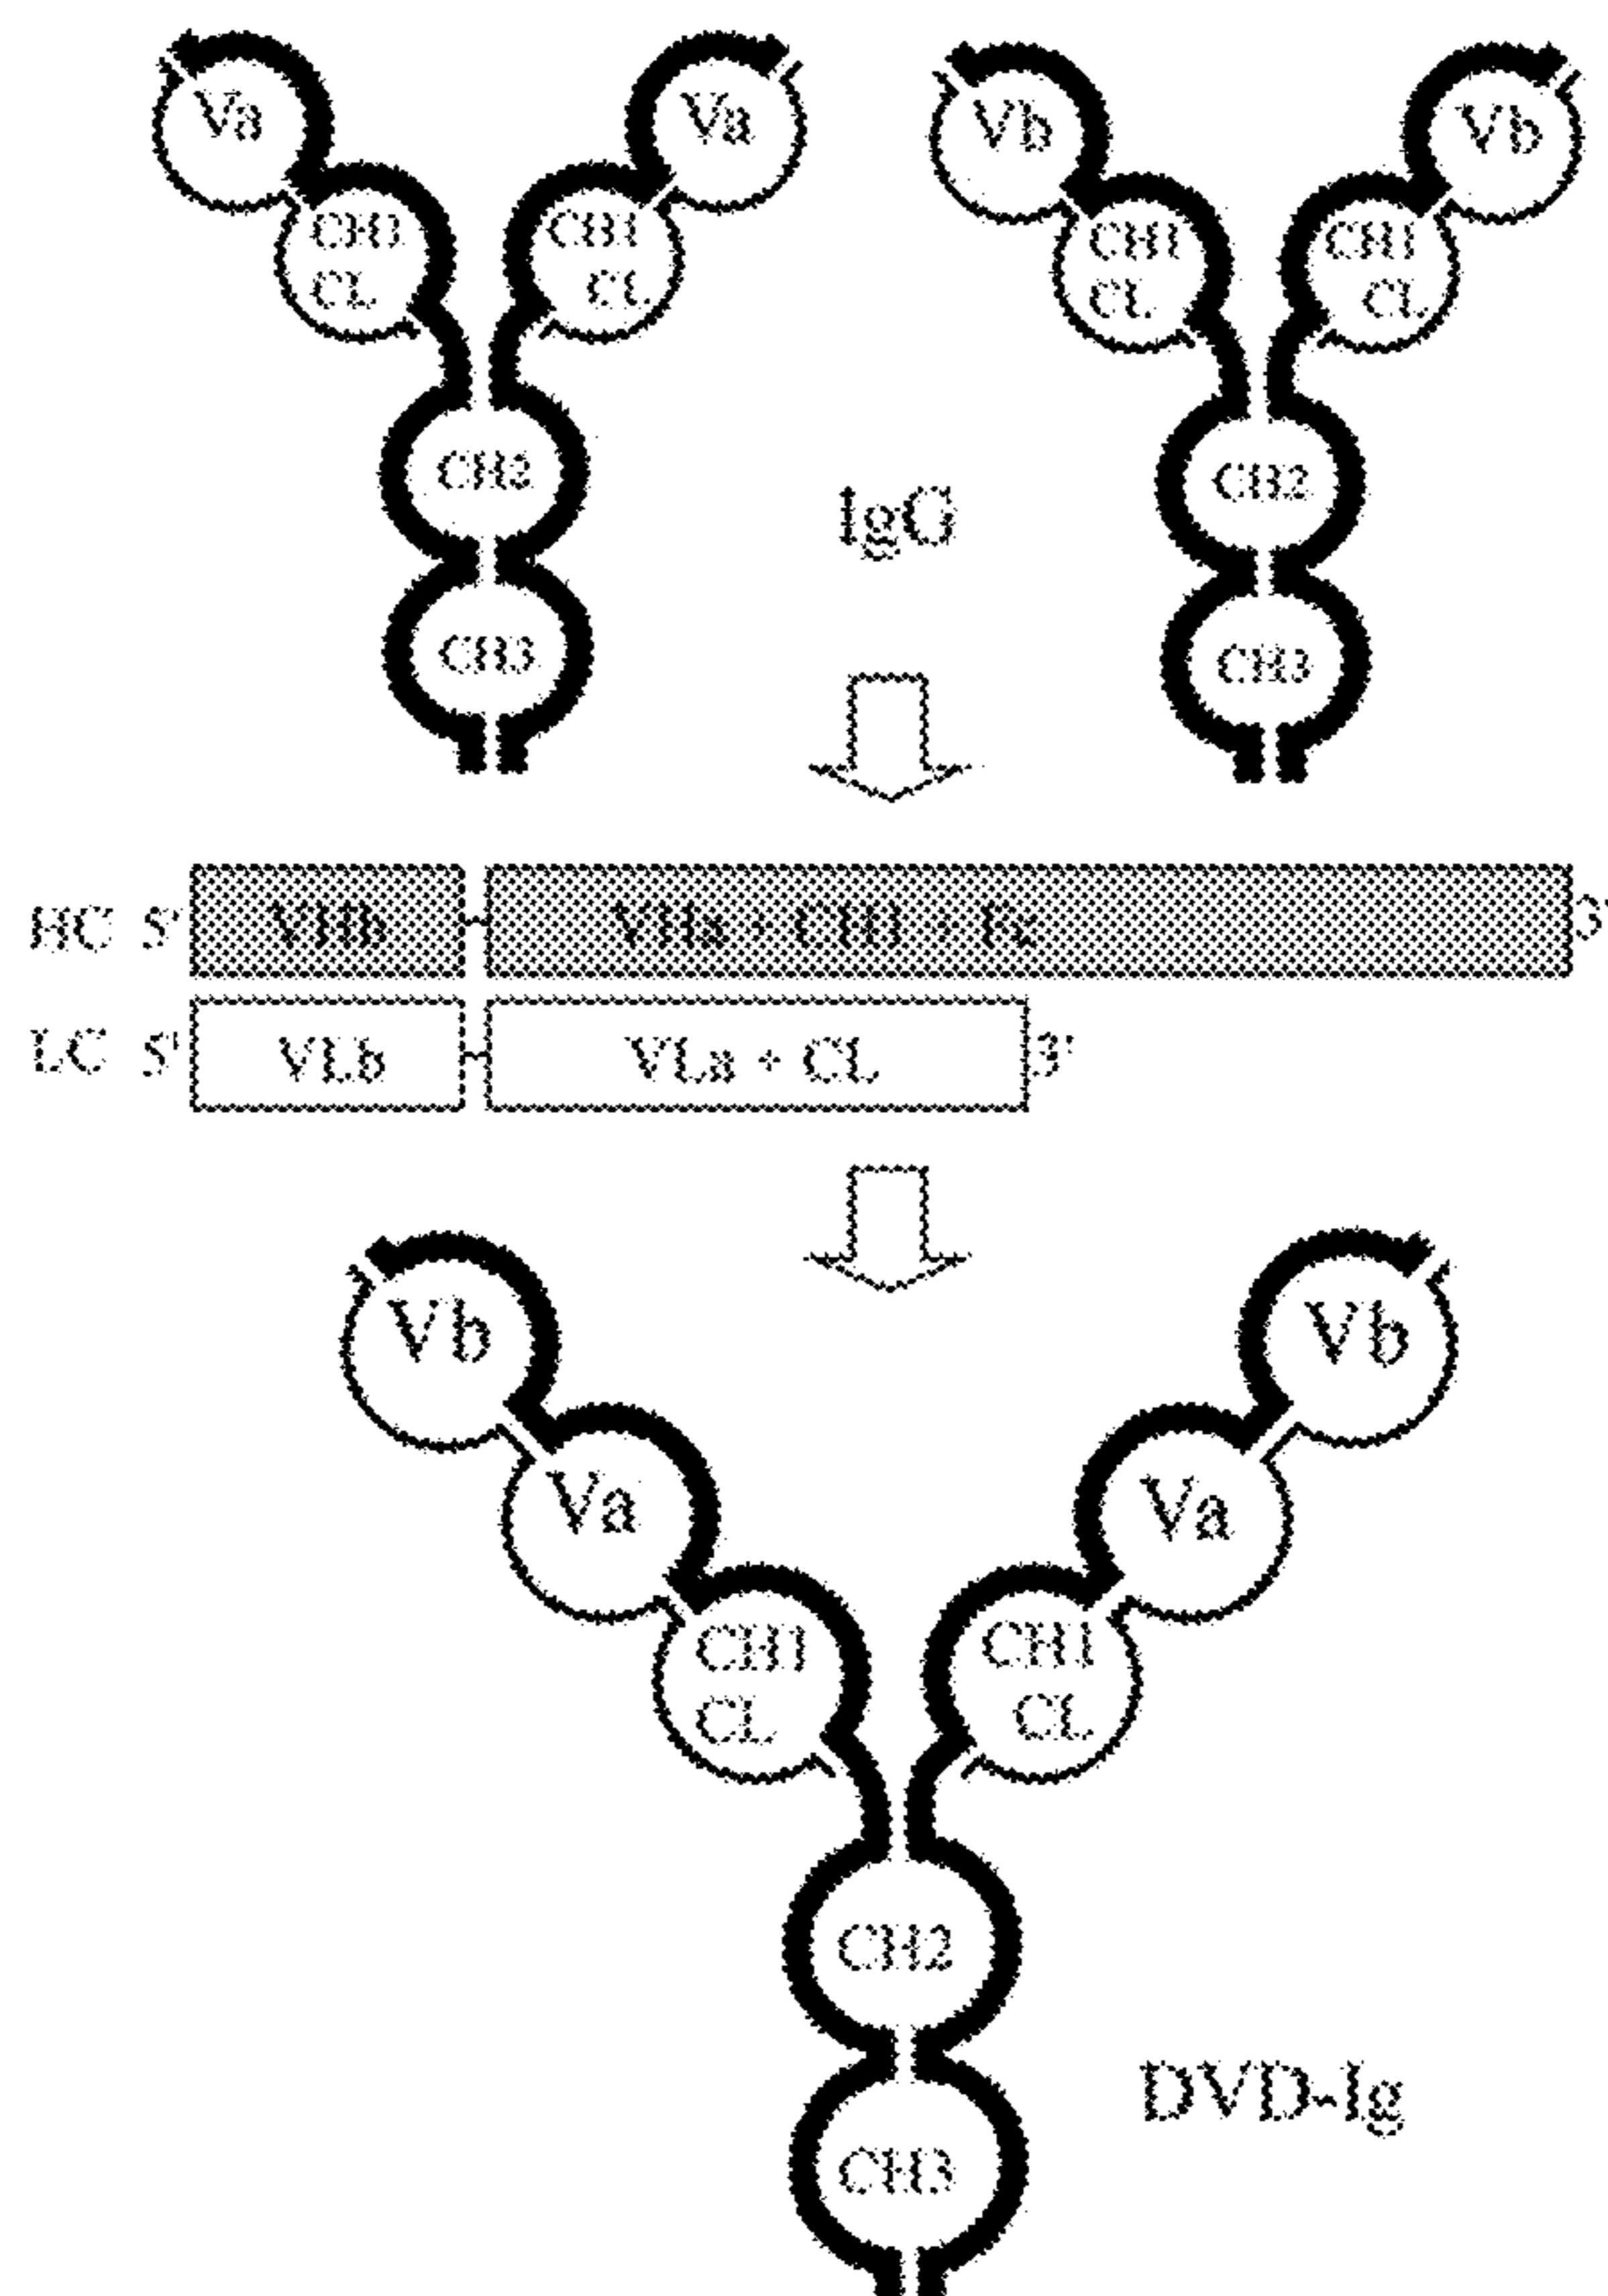 Va Va Vb Vb
CH1 CH1 CH1 CH1
CL CL CL CL
CH2 CH2
IgG
CH3 CH3
HC 5' VHb VHa + CH1 + Fc 3'
LC 5' VLb VLa + CL 3'
Vb Vb
Va Va
CH1 CH1
CL CL
CH2
DVD-Ig
CH3